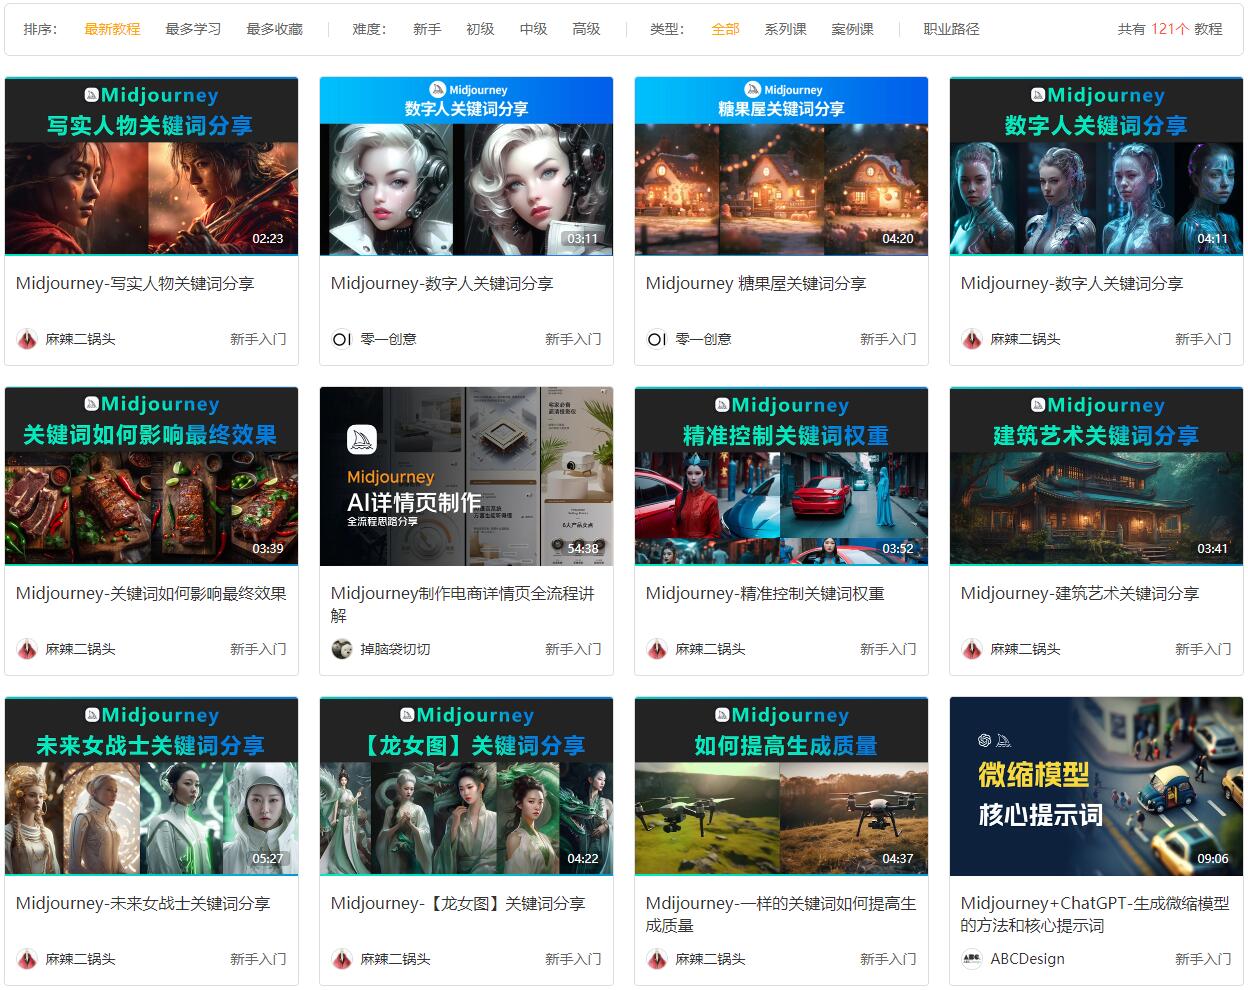 排序： 最新教程 最多学习 最多收藏 难度： 新手 初级 中级 高级 类型： 全部 系列课 案例课 职业路径 共有 121个 教程
Midjourney
写实人物关键词分享
02:23
Midjourney-写实人物关键词分享
麻辣二锅头 新手入门
Midjourney
数字人关键词分享
03:11
Midjourney-数字人关键词分享
零一创意 新手入门
Midjourney
糖果屋关键词分享
04:20
Midjourney 糖果屋关键词分享
零一创意 新手入门
Midjourney
数字人关键词分享
04:11
Midjourney-数字人关键词分享
麻辣二锅头 新手入门
Midjourney
关键词如何影响最终效果
03:39
Midjourney-关键词如何影响最终效果
麻辣二锅头 新手入门
Midjourney
AI详情页制作
全流程思路分享
6大产品卖点
54:38
Midjourney制作电商详情页全流程讲
解
掉脑袋切切 新手入门
Midjourney
精准控制关键词权重
03:52
Midjourney-精准控制关键词权重
麻辣二锅头 新手入门
Midjourney
建筑艺术关键词分享
03:41
Midjourney-建筑艺术关键词分享
麻辣二锅头 新手入门
Midjourney
未来女战士关键词分享
05:27
Midjourney-未来女战士关键词分享
麻辣二锅头 新手入门
Midjourney
【龙女图】关键词分享
04:22
Midjourney-【龙女图】关键词分享
麻辣二锅头 新手入门
Midjourney
如何提高生成质量
04:37
Mdijourney-一样的关键词如何提高生
成质量
麻辣二锅头 新手入门
微缩模型
核心提示词
09:06
Midjourney+ChatGPT-生成微缩模型
的方法和核心提示词
ABCDesign 新手入门